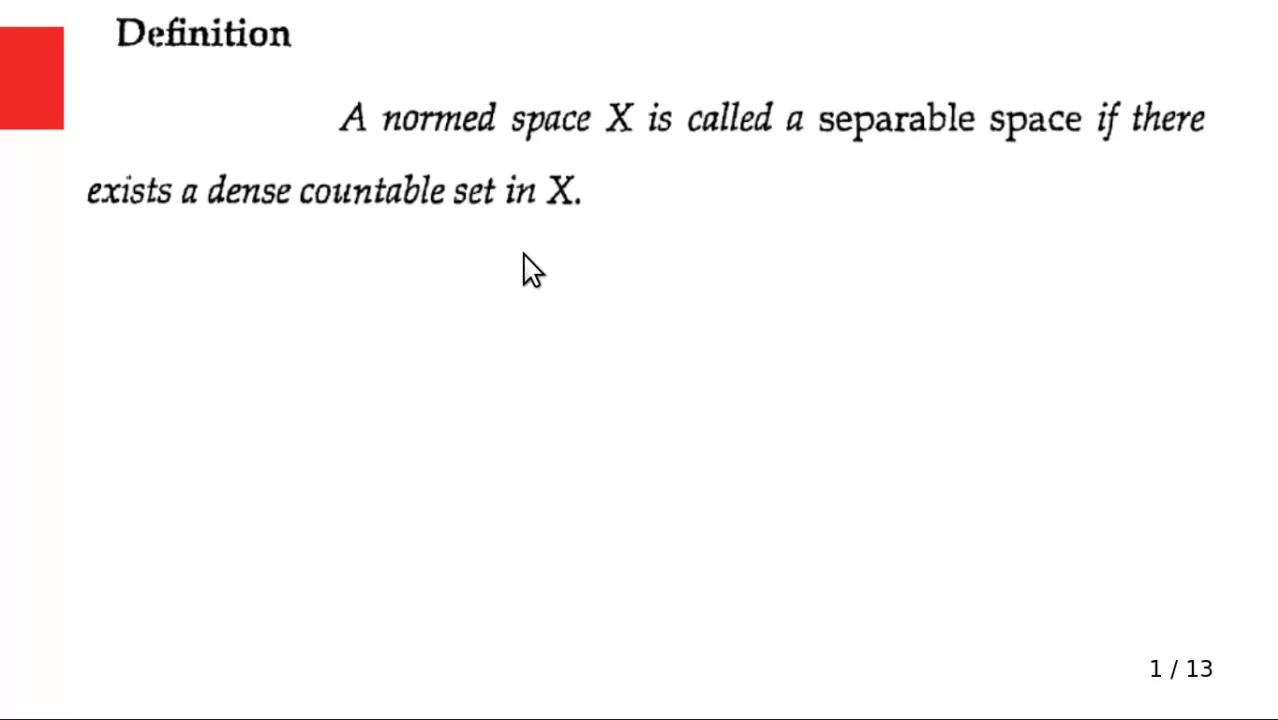 Definition
A normed space X is called a separable space if there
exists a dense countable set in X.
1 / 13